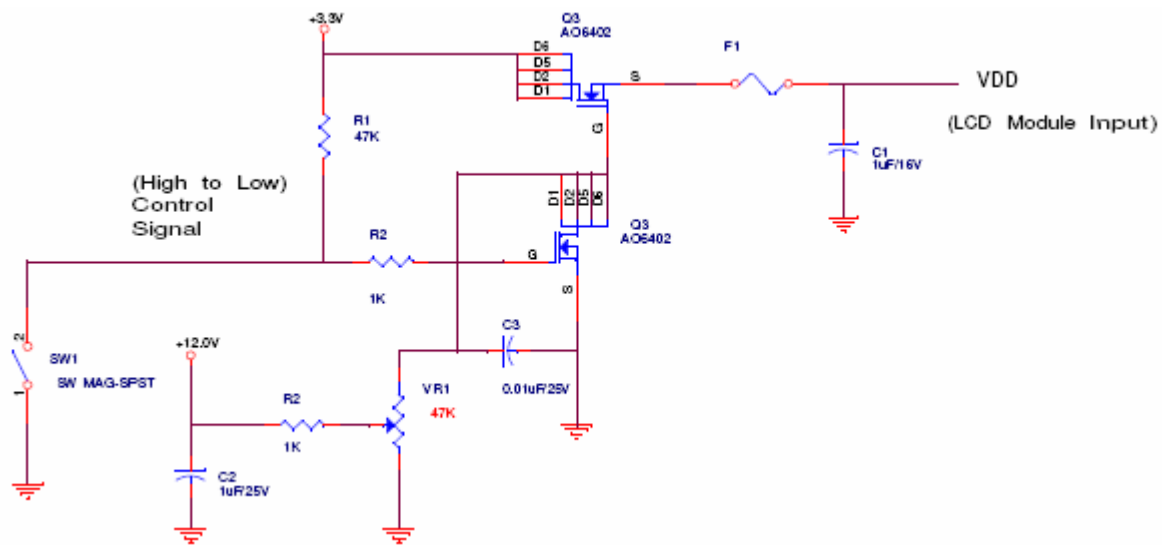 +3.3V
Q3
AO6402
D6
D5
D2
D1
S
G
F1
VDD
(LCD Module Input)
R1
47K
C1
1uF/16V
(High to Low)
Control
Signal
D1
D2
D5
D6
Q3
AO6402
R2
1K
G
S
2
1
SW1
SW MAG-SPST
+12.0V
C3
0.01uF/25V
VR1
47K
R2
1K
C2
1uF/25V